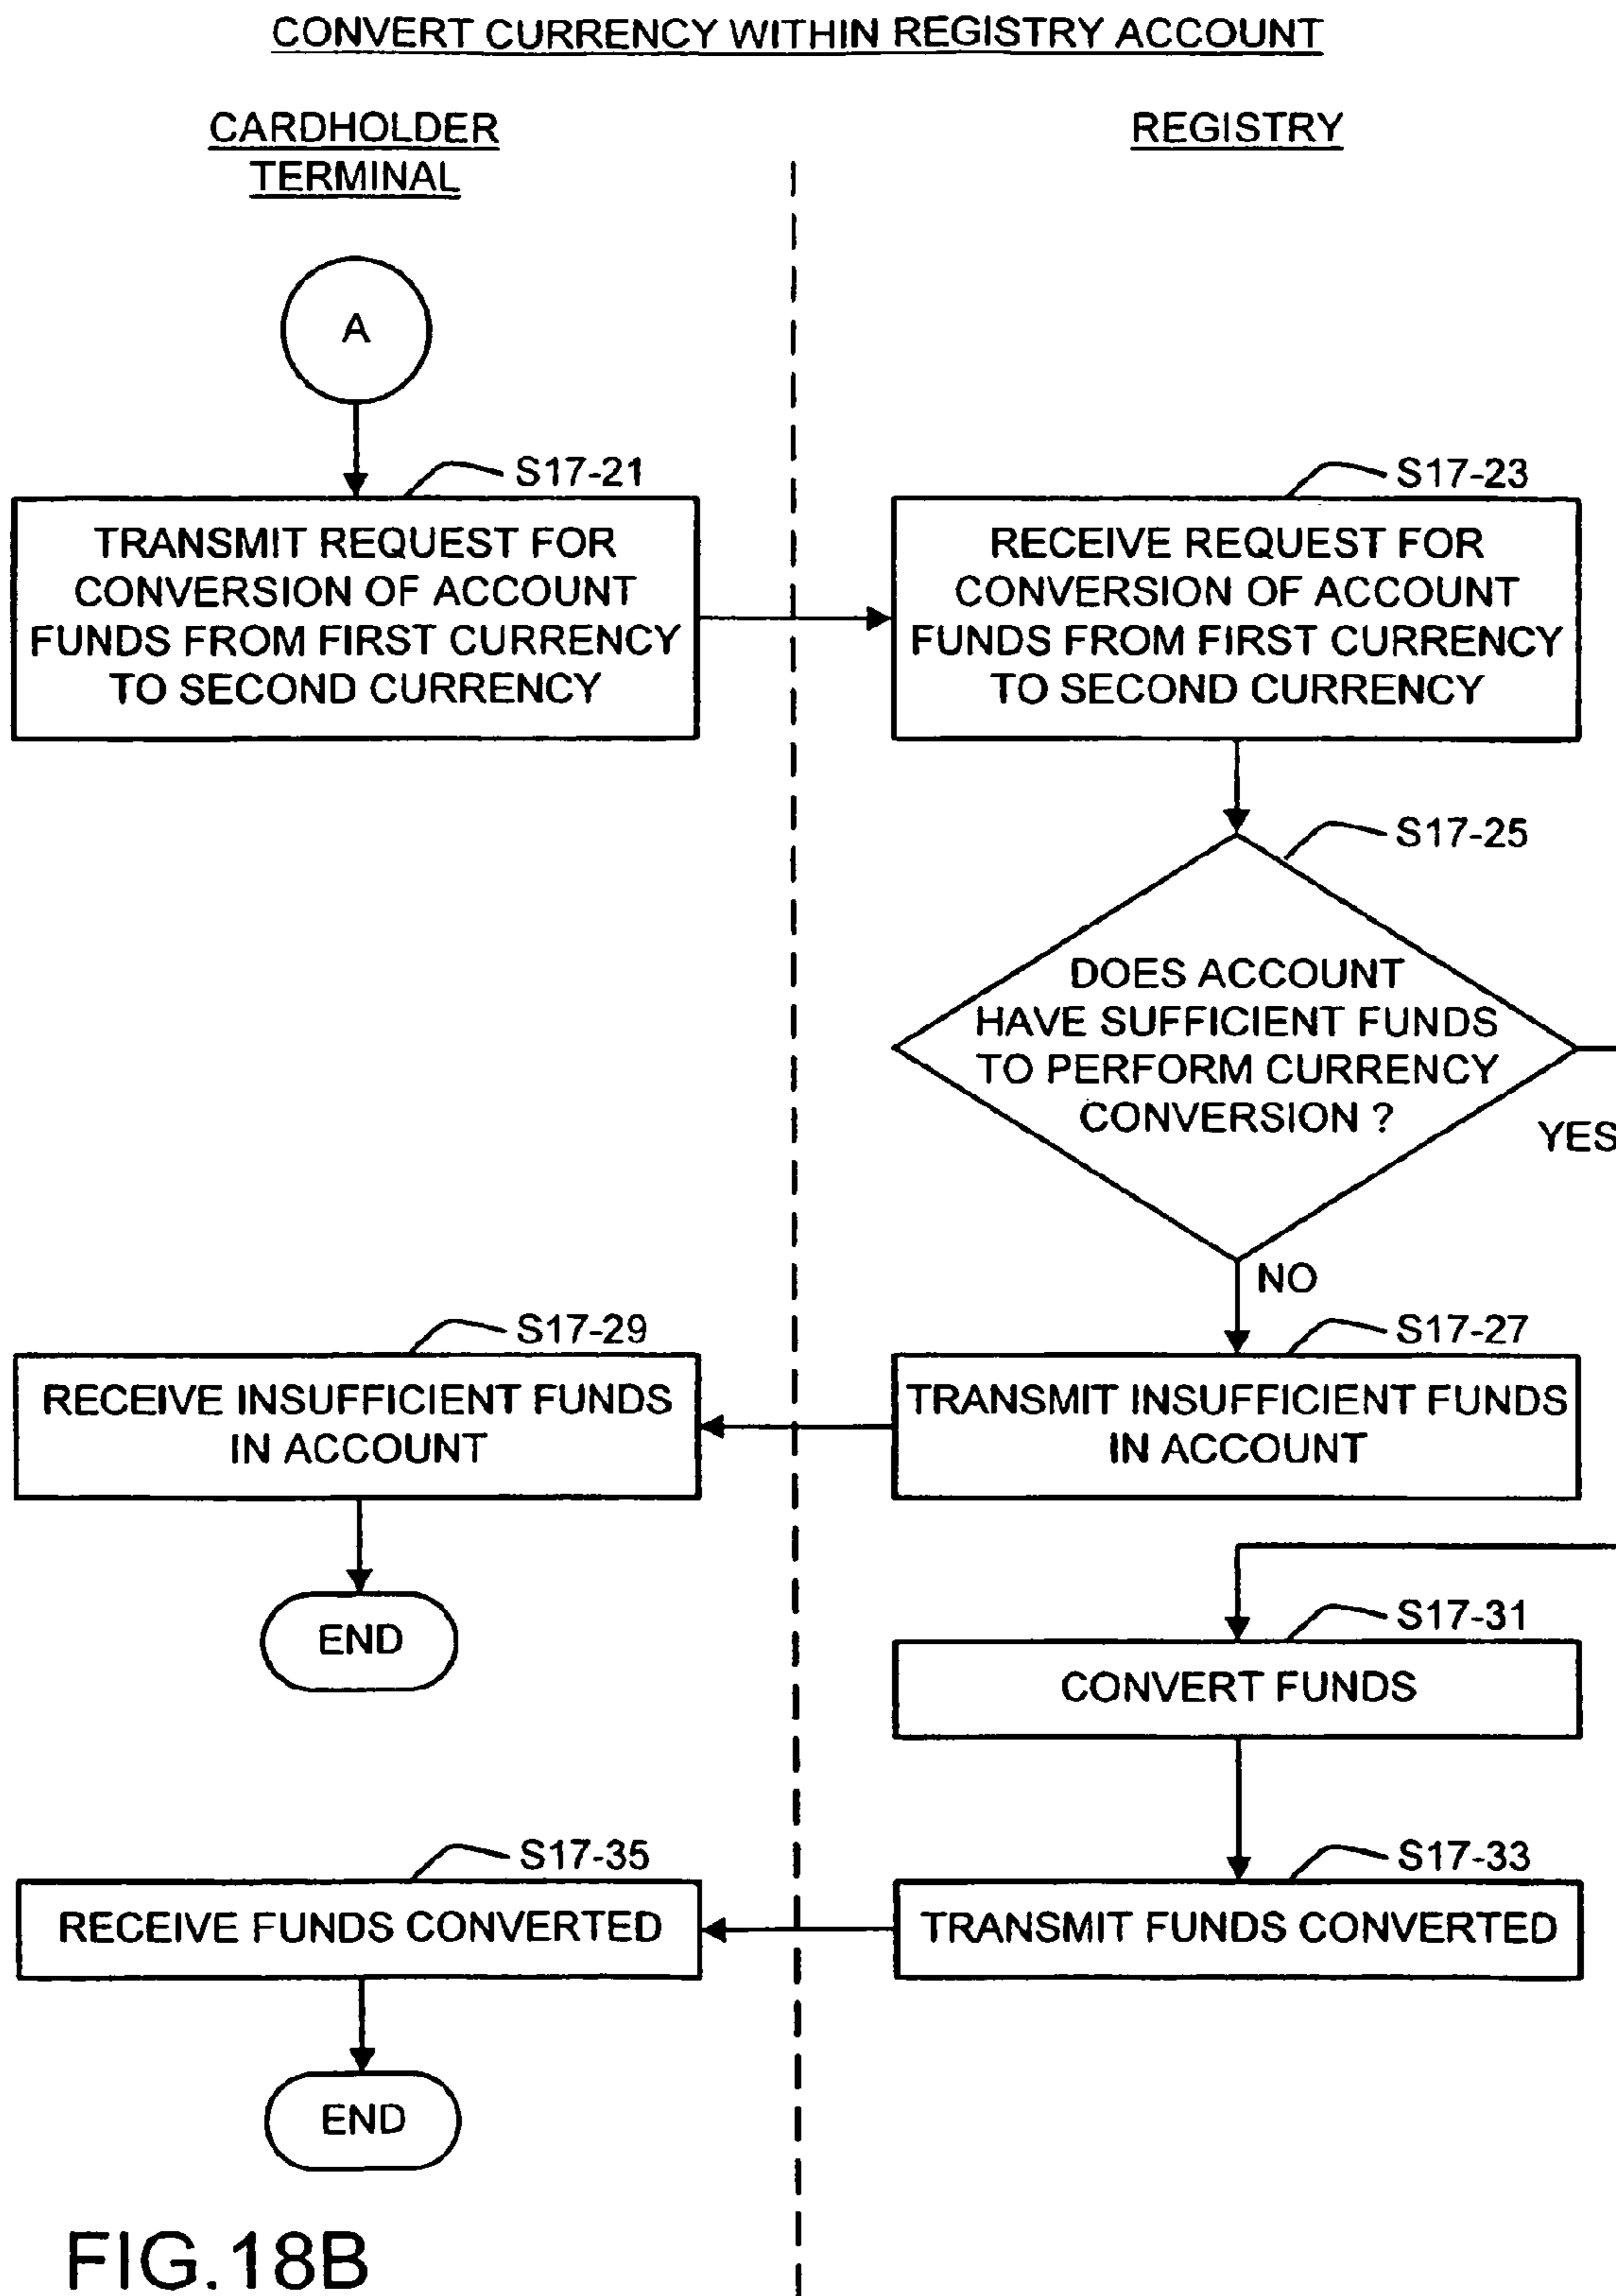 CONVERT CURRENCY WITHIN REGISTRY ACCOUNT
CARDHOLDER
TERMINAL
REGISTRY
A
S17-21
TRANSMIT REQUEST FOR
CONVERSION OF ACCOUNT
FUNDS FROM FIRST CURRENCY
TO SECOND CURRENCY
S17-23
RECEIVE REQUEST FOR
CONVERSION OF ACCOUNT
FUNDS FROM FIRST CURRENCY
TO SECOND CURRENCY
S17-25
DOES ACCOUNT
HAVE SUFFICIENT FUNDS
TO PERFORM CURRENCY
CONVERSION ?
YES
NO
S17-29
RECEIVE INSUFFICIENT FUNDS
IN ACCOUNT
S17-27
TRANSMIT INSUFFICIENT FUNDS
IN ACCOUNT
END
S17-31
CONVERT FUNDS
S17-35
RECEIVE FUNDS CONVERTED
S17-33
TRANSMIT FUNDS CONVERTED
END
FIG.18B